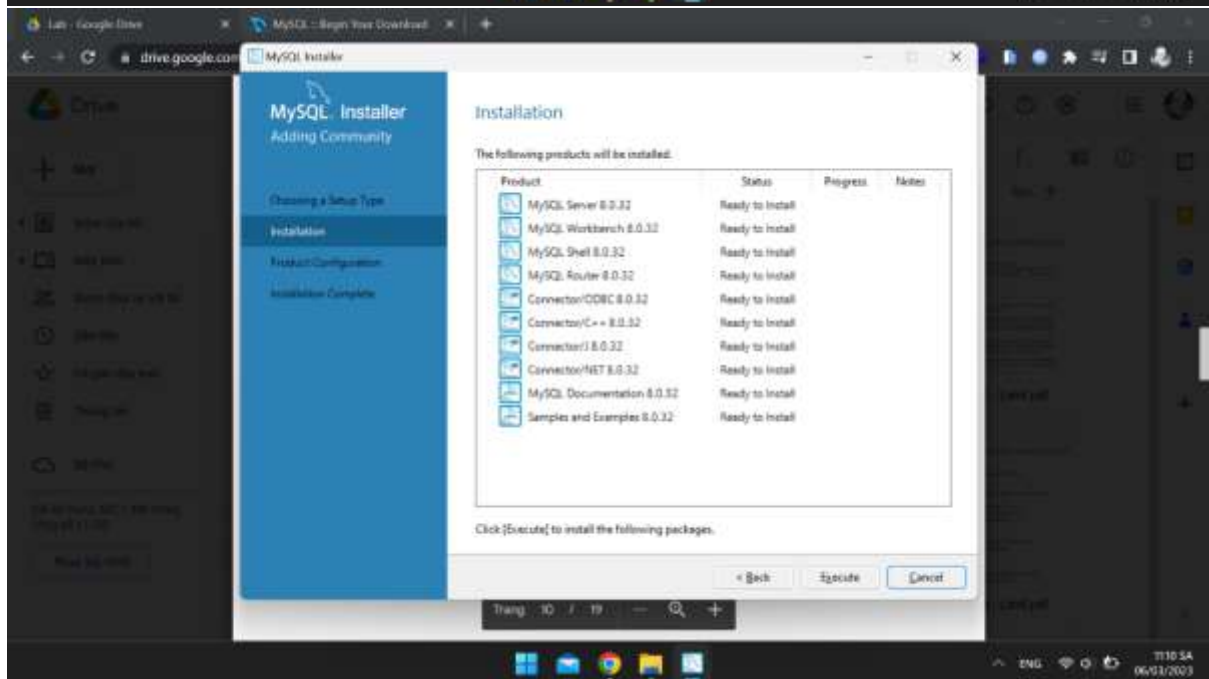 Lab - Google Drive
MySQL :: Begin Your Download
drive.google.com
MySQL Installer
Drive
MySQL Installer
Adding Community
Choosing a Setup Type
Installation
Product Configuration
Installation Complete
Installation
The following products will be installed.
Product Status Progress Notes
MySQL Server 8.0.32 Ready to Install
MySQL Workbench 8.0.32 Ready to Install
MySQL Shell 8.0.32 Ready to Install
MySQL Router 8.0.32 Ready to Install
Connector/ODBC 8.0.32 Ready to Install
Connector/C++ 8.0.32 Ready to Install
Connector/J 8.0.32 Ready to Install
Connector/NET 8.0.32 Ready to Install
MySQL Documentation 8.0.32 Ready to Install
Samples and Examples 8.0.32 Ready to Install
Click [Execute] to install the following packages.
< Back Execute Cancel
Trang 10 / 19
ENG
11:10 SA
06/03/2023